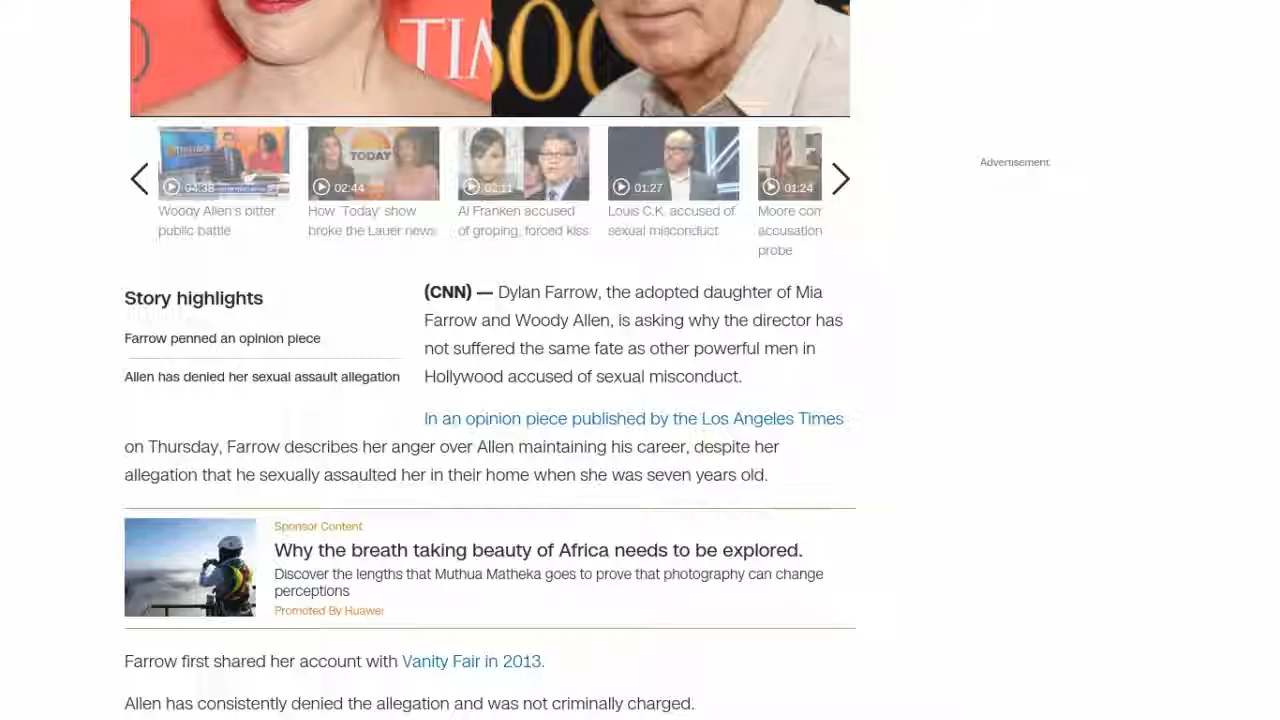 TIM
04:38
Woody Allen's bitter
public battle
TODAY
02:44
How 'Today' show
broke the Lauer news
02:11
Al Franken accused
of groping, forced kiss
01:27
Louis C.K. accused of
sexual misconduct
01:24
Moore com
accusation
probe
Advertisement
Story highlights
Farrow penned an opinion piece
Allen has denied her sexual assault allegation
(CNN) — Dylan Farrow, the adopted daughter of Mia
Farrow and Woody Allen, is asking why the director has
not suffered the same fate as other powerful men in
Hollywood accused of sexual misconduct.
In an opinion piece published by the Los Angeles Times
on Thursday, Farrow describes her anger over Allen maintaining his career, despite her
allegation that he sexually assaulted her in their home when she was seven years old.
Sponsor Content
Why the breath taking beauty of Africa needs to be explored.
Discover the lengths that Muthua Matheka goes to prove that photography can change
perceptions
Promoted By Huawei
Farrow first shared her account with Vanity Fair in 2013.
Allen has consistently denied the allegation and was not criminally charged.